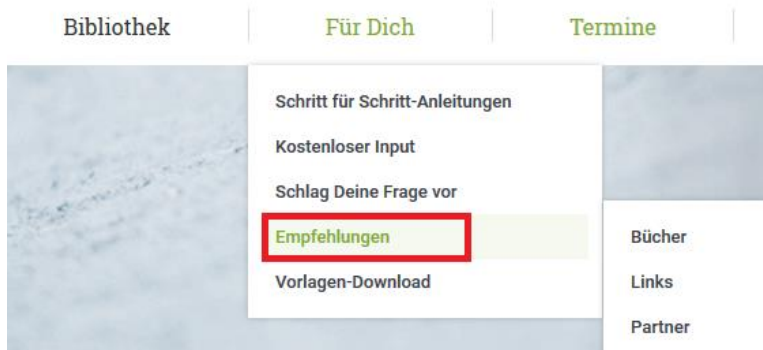 Bibliothek
Für Dich
Termine
Schritt für Schritt-Anleitungen
Kostenloser Input
Schlag Deine Frage vor
Empfehlungen
Vorlagen-Download
Bücher
Links
Partner